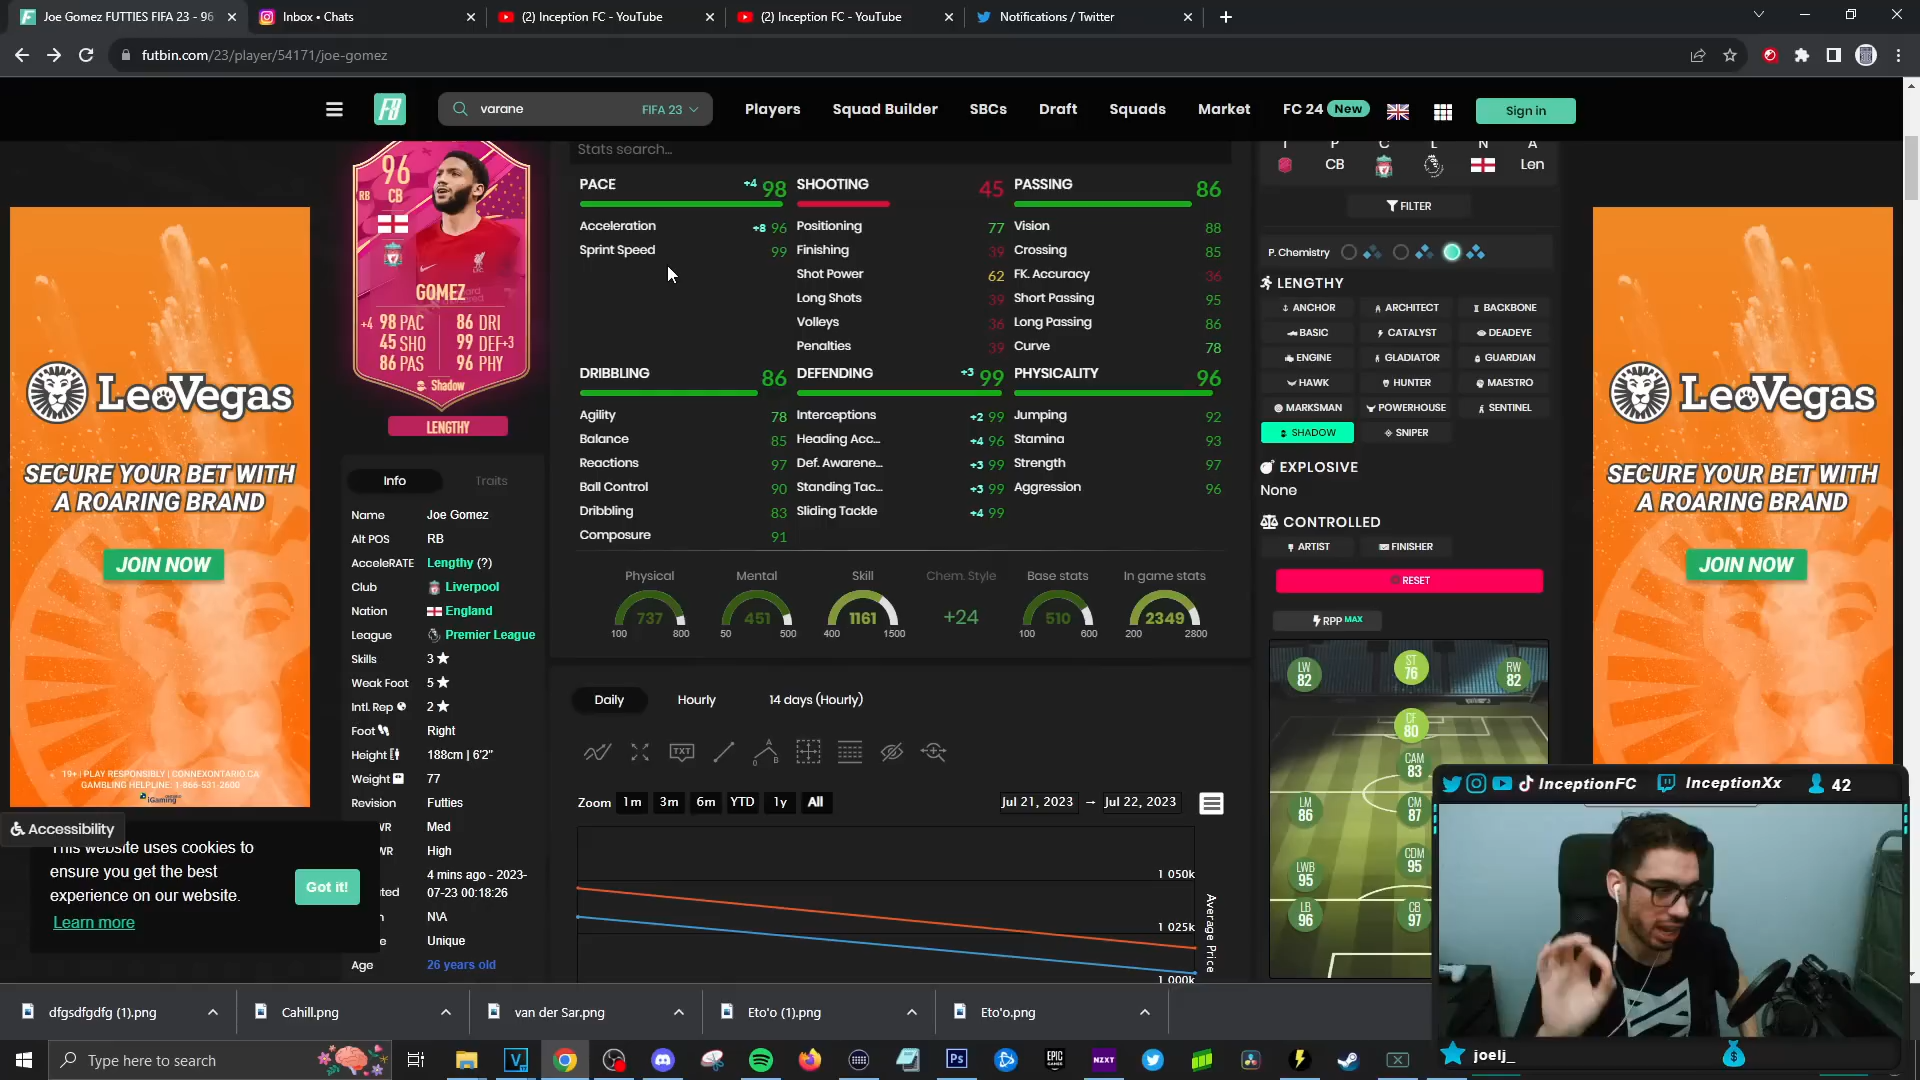 Joe Gomez FUTTIES FIFA 23 - 96
Inbox • Chats
(2) Inception FC - YouTube
(2) Inception FC - YouTube
Notifications / Twitter
futbin.com/23/player/54171/joe-gomez
varane
FIFA 23
Players
Squad Builder
SBCs
Draft
Squads
Market
FC 24 New
Sign in
Stats search...
96
RB CB
GOMEZ
+4 98 PAC 86 DRI
45 SHO 99 DEF+3
86 PAS 96 PHY
Shadow
LENGTHY
PACE +4 98
Acceleration +8 96
Sprint Speed 99
SHOOTING 45
Positioning 77
Finishing 39
Shot Power 62
Long Shots 39
Volleys 36
Penalties 39
PASSING 86
Vision 88
Crossing 85
FK. Accuracy 36
Short Passing 95
Long Passing 86
Curve 78
DRIBBLING 86
Agility 78
Balance 85
Reactions 97
Ball Control 90
Dribbling 83
Composure 91
DEFENDING +3 99
Interceptions +2 99
Heading Acc... +4 96
Def. Awarene... +3 99
Standing Tac... +3 99
Sliding Tackle +4 99
PHYSICALITY 96
Jumping 92
Stamina 93
Strength 97
Aggression 96
Physical 737 100 800
Mental 451 50 500
Skill 1161 400 1500
Chem. Style +24
Base stats 510 100 600
In game stats 2349 200 2800
CB
Len
FILTER
P. Chemistry
LENGTHY
ANCHOR ARCHITECT BACKBONE
BASIC CATALYST DEADEYE
ENGINE GLADIATOR GUARDIAN
HAWK HUNTER MAESTRO
MARKSMAN POWERHOUSE SENTINEL
SHADOW SNIPER
EXPLOSIVE
None
CONTROLLED
ARTIST FINISHER
RESET
RPP MAX
LW 82
ST 76
RW 82
CF 80
CAM 83
LM 86
CM 87
LWB 95
CDM 95
LB 96
CB 97
Info Traits
Name Joe Gomez
Alt POS RB
AcceleRATE Lengthy (?)
Club Liverpool
Nation England
League Premier League
Skills 3
Weak Foot 5
Intl. Rep 2
Foot Right
Height 188cm | 6'2"
Weight 77
Revision Futties
WR Med
WR High
4 mins ago - 2023-
07-23 00:18:26
N\A
Unique
Age 26 years old
Daily
Hourly
14 days (Hourly)
TXT
Zoom 1m 3m 6m YTD 1y All
Jul 21, 2023 → Jul 22, 2023
1 050k
1 025k
1 000k
Average Price
LeoVegas
SECURE YOUR BET WITH
A ROARING BRAND
JOIN NOW
19+ | PLAY RESPONSIBLY | CONNEXONTARIO.CA
GAMBLING HELPLINE: 1-866-531-2600
iGaming
LeoVegas
SECURE YOUR BET WITH
A ROARING BRAND
JOIN NOW
Accessibility
This website uses cookies to
ensure you get the best
experience on our website.
Learn more
Got it!
InceptionFC
InceptionXx
42
joelj_
dfgsdfgdfg (1).png
Cahill.png
van der Sar.png
Eto'o (1).png
Eto'o.png
Type here to search
V
Ps
EPIC GAMES
NZXT